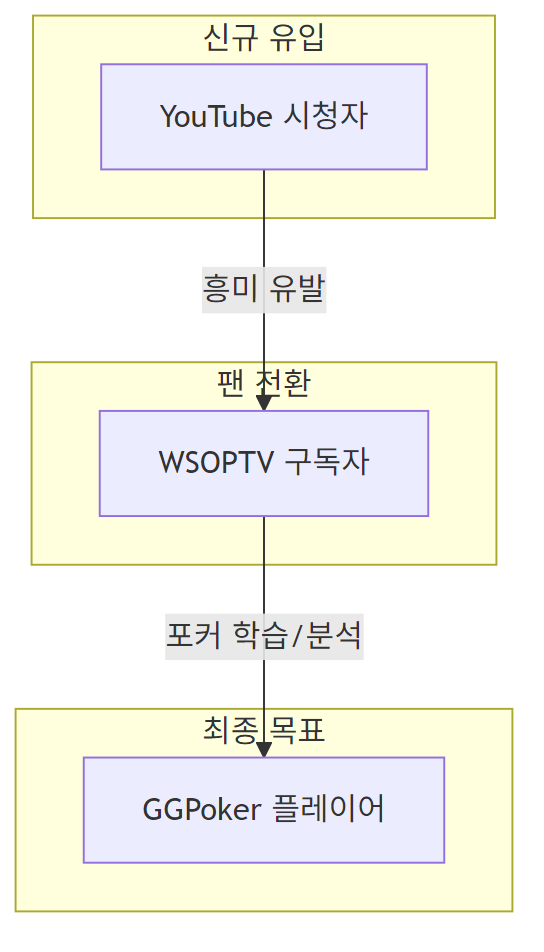 신규 유입
YouTube 시청자
흥미 유발
팬 전환
WSOPTV 구독자
포커 학습/분석
최종 목표
GGPoker 플레이어